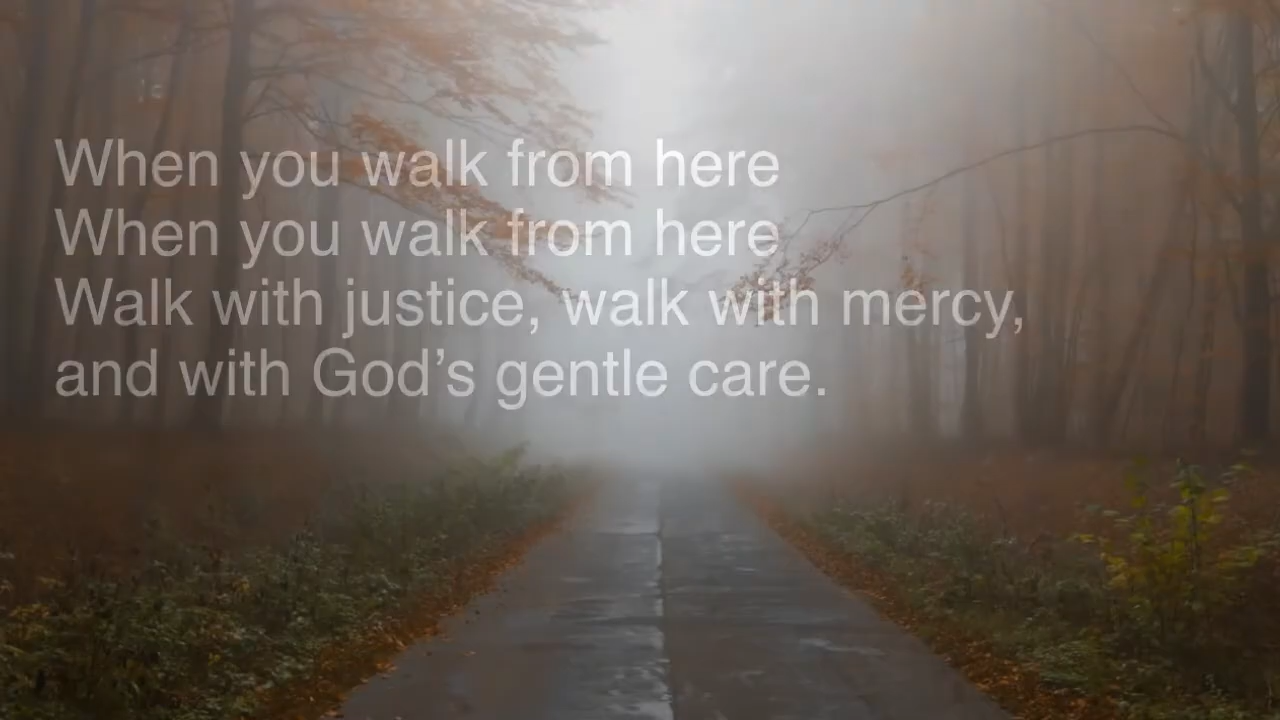 When you walk from here
When you walk from here
Walk with justice, walk with mercy,
and with God’s gentle care.